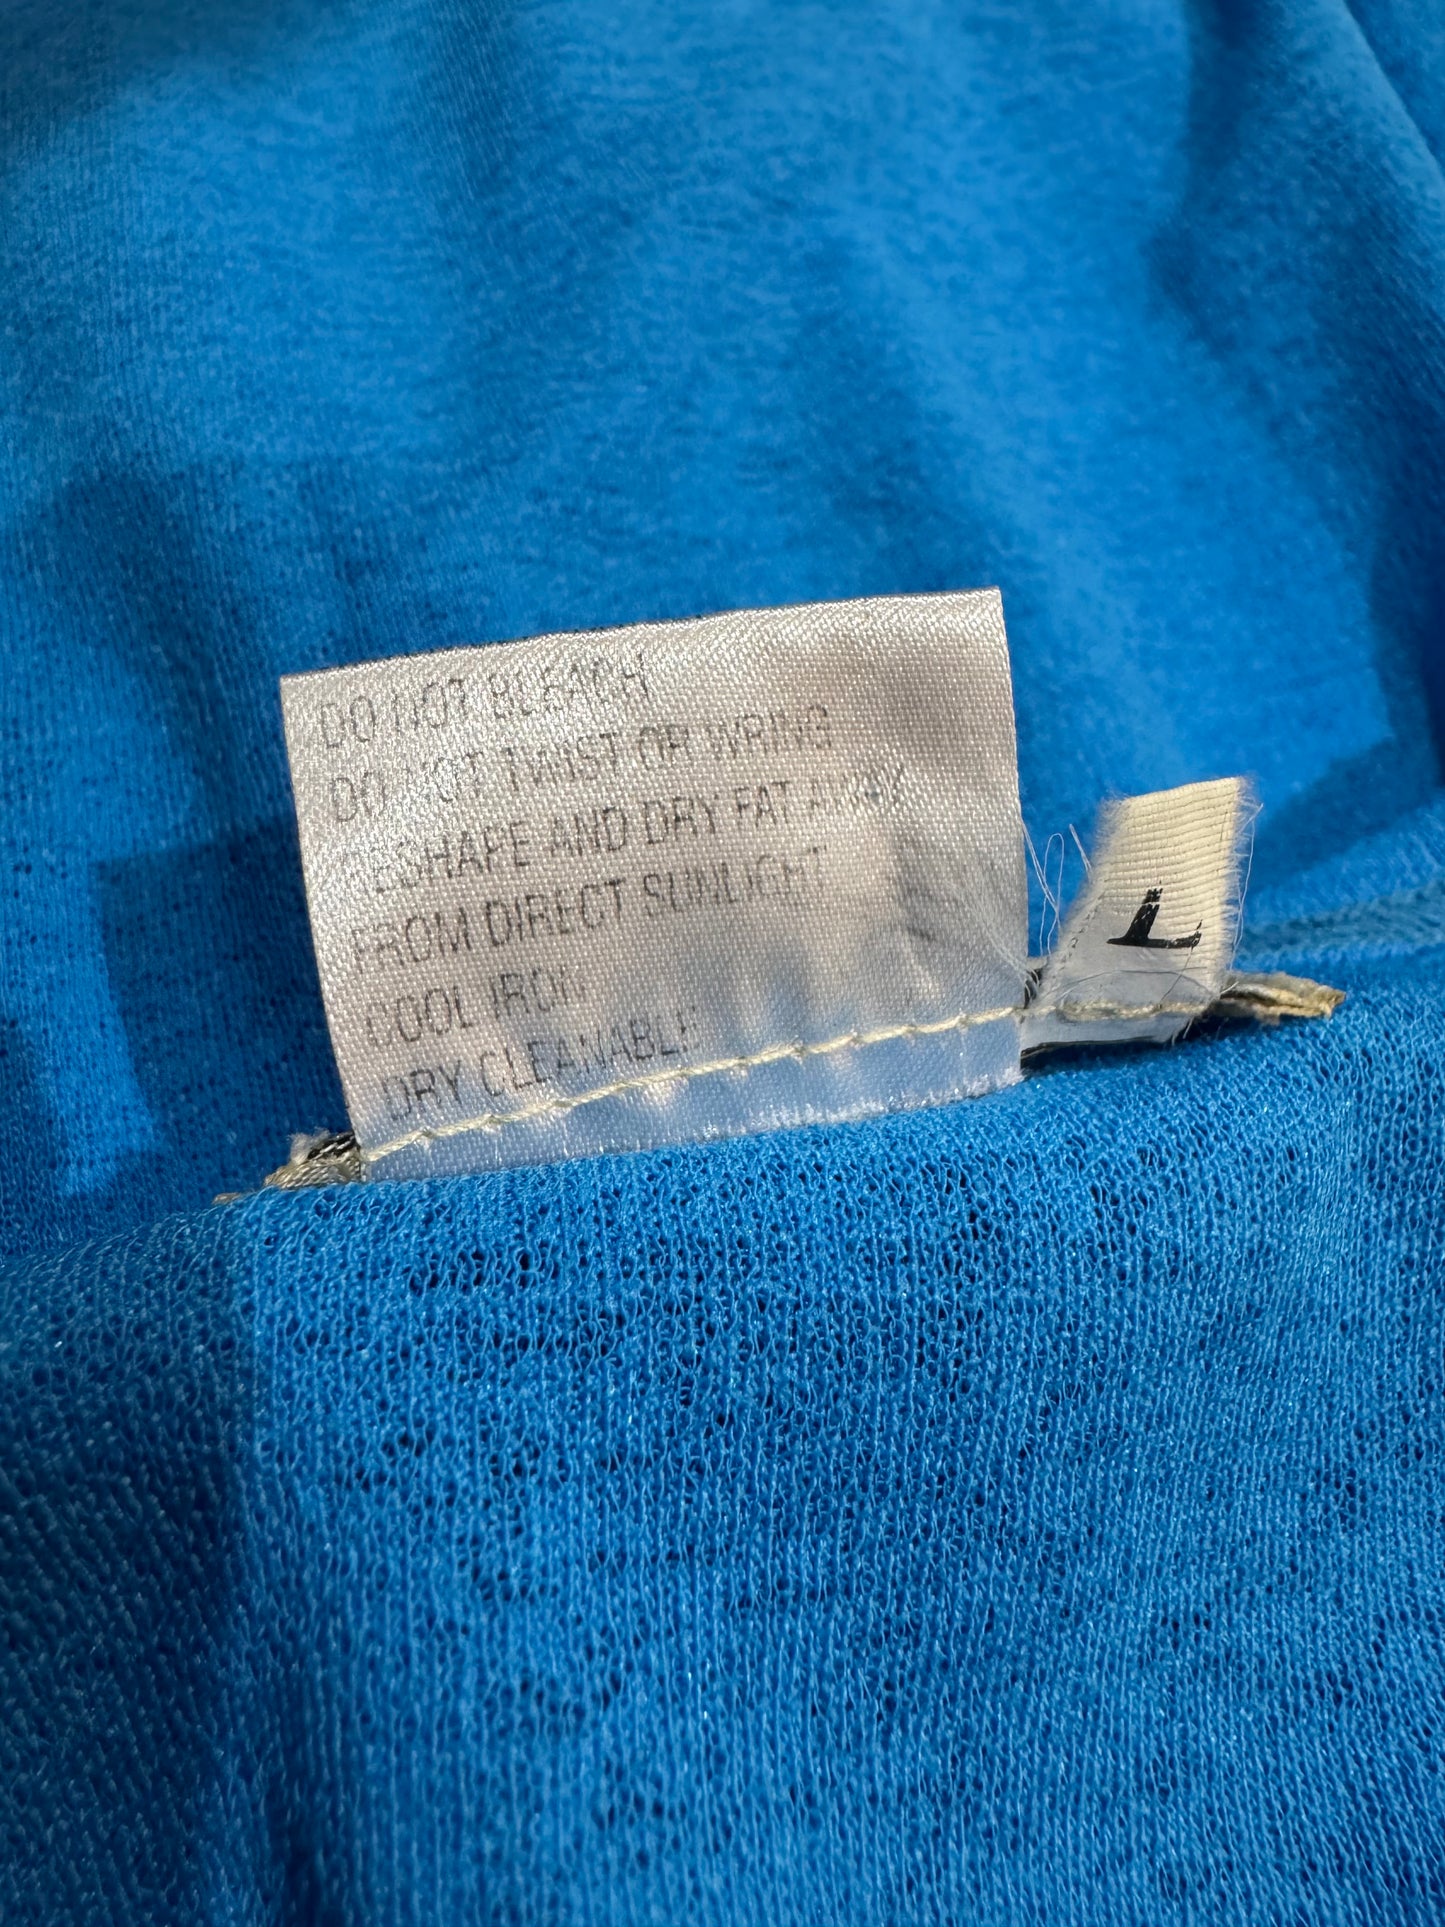 DO NOT BLEACH
DO NOT TWIST OR WRING
RESHAPE AND DRY FAT AWAY
FROM DIRECT SUNLIGHT
COOL IRON
DRY CLEANABLE
L